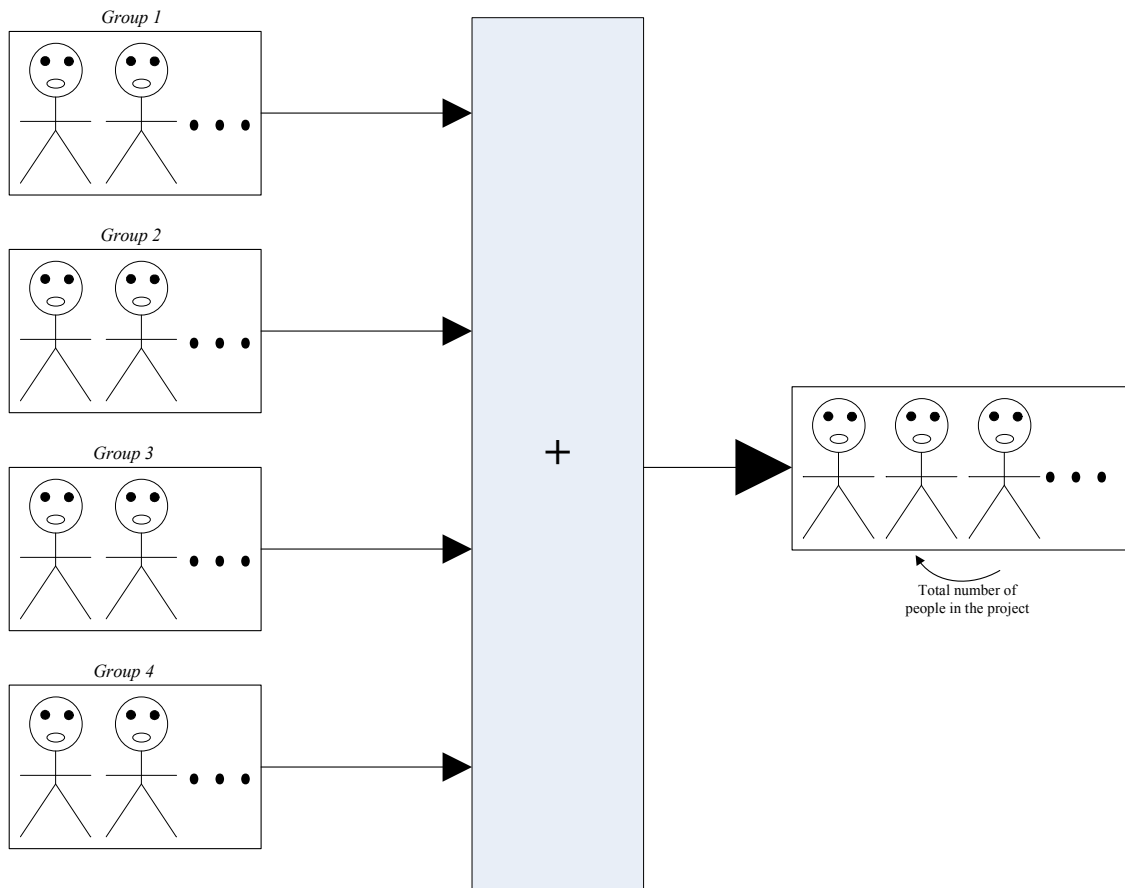 Group 1
Group 2
Group 3
Group 4
+
Total number of
people in the project